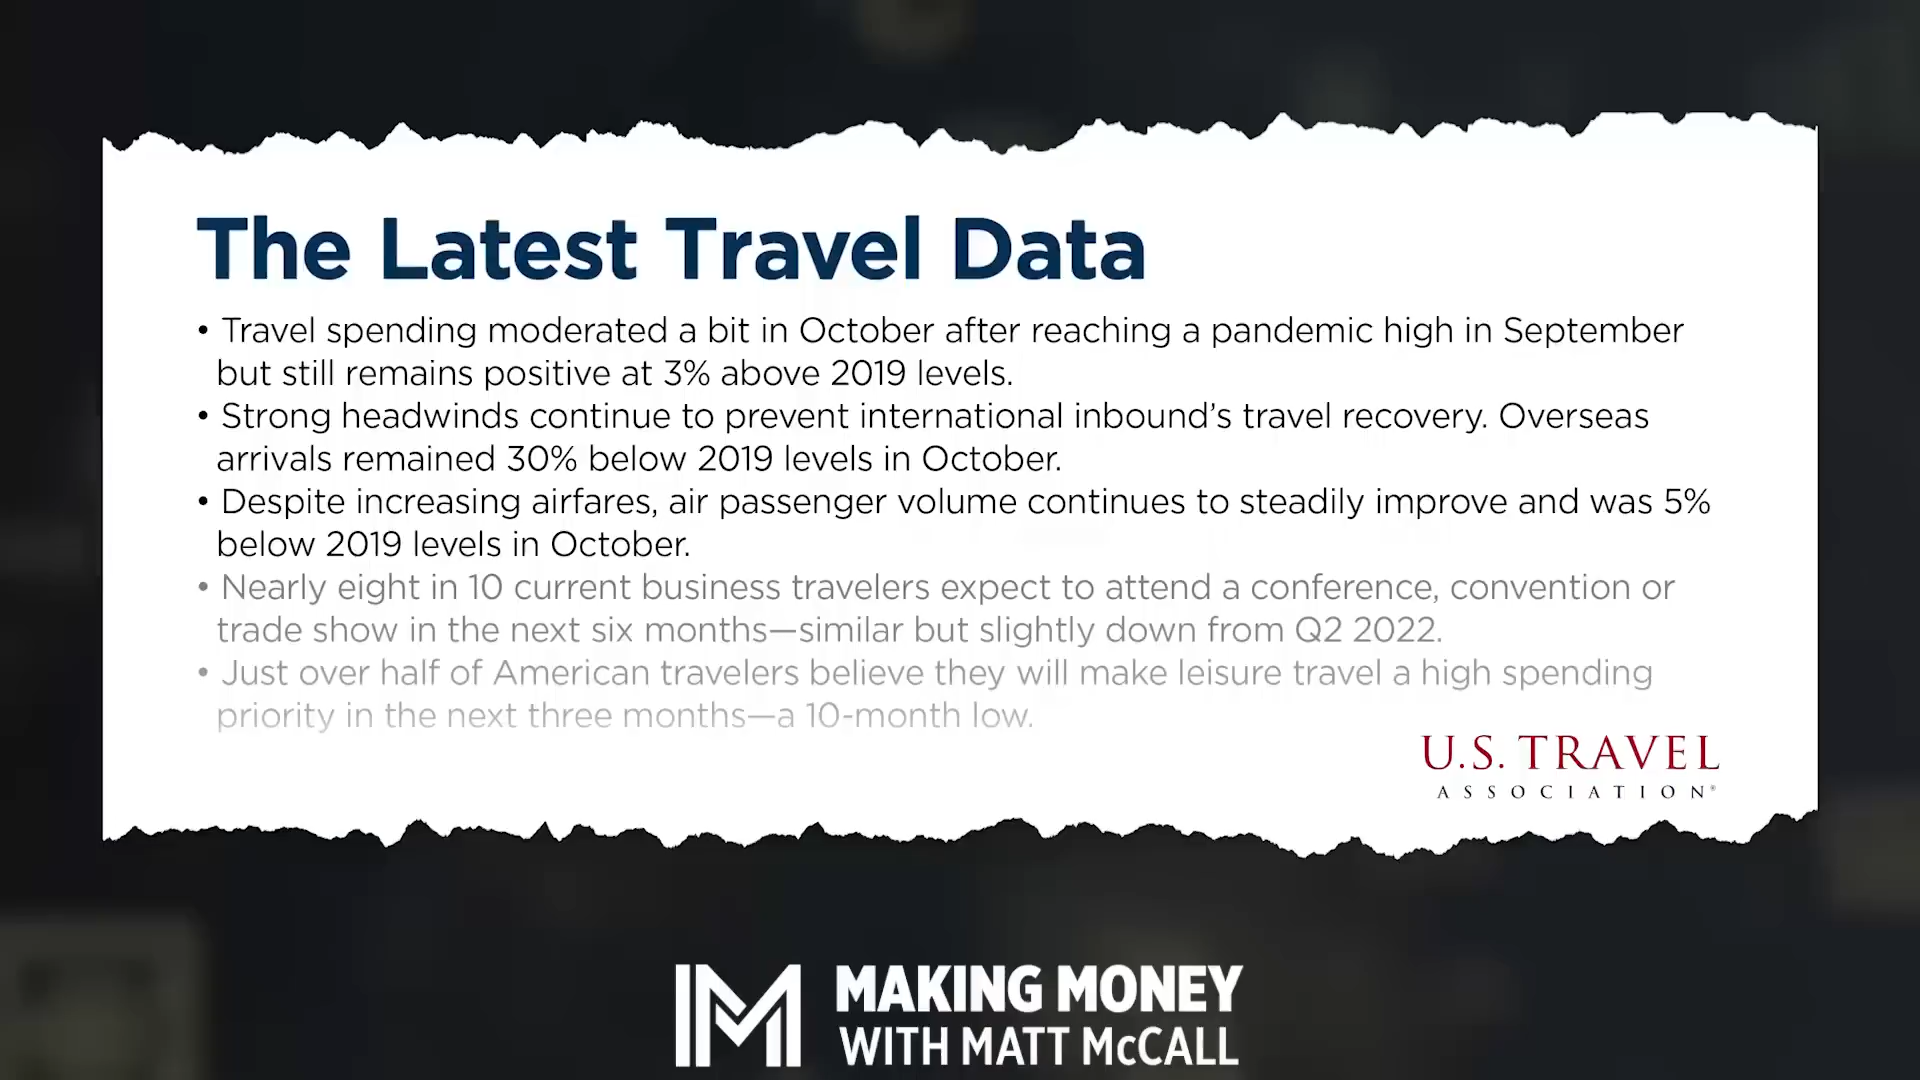 The Latest Travel Data
• Travel spending moderated a bit in October after reaching a pandemic high in September
but still remains positive at 3% above 2019 levels.
• Strong headwinds continue to prevent international inbound’s travel recovery. Overseas
arrivals remained 30% below 2019 levels in October.
• Despite increasing airfares, air passenger volume continues to steadily improve and was 5%
below 2019 levels in October.
• Nearly eight in 10 current business travelers expect to attend a conference, convention or
trade show in the next six months—similar but slightly down from Q2 2022.
• Just over half of American travelers believe they will make leisure travel a high spending
priority in the next three months—a 10-month low.
U.S. TRAVEL
ASSOCIATION®
MAKING MONEY
WITH MATT McCALL